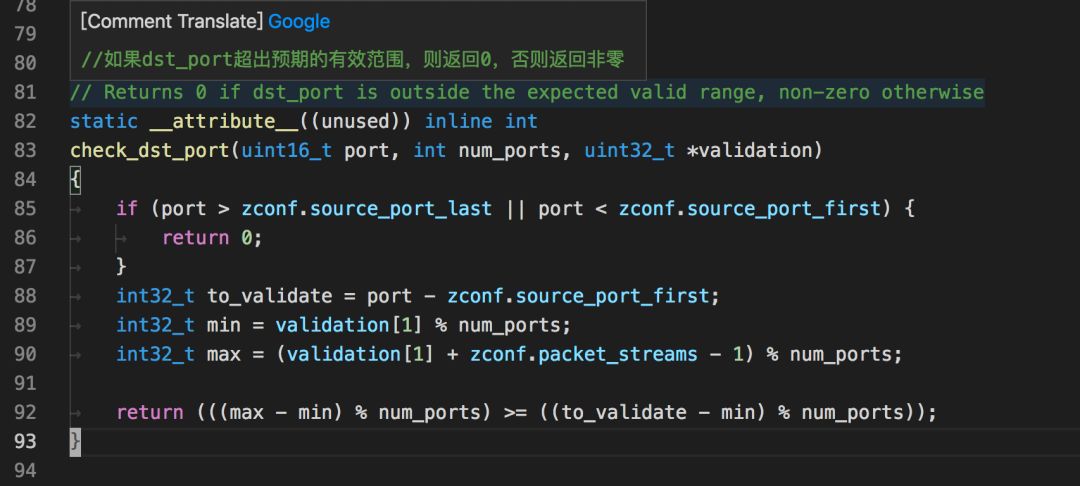 78
79 [Comment Translate] Google
80 //如果dst_port超出预期的有效范围，则返回0，否则返回非零
81 // Returns 0 if dst_port is outside the expected valid range, non-zero otherwise
82 static __attribute__((unused)) inline int
83 check_dst_port(uint16_t port, int num_ports, uint32_t *validation)
84 {
85 if (port > zconf.source_port_last || port < zconf.source_port_first) {
86 return 0;
87 }
88 int32_t to_validate = port - zconf.source_port_first;
89 int32_t min = validation[1] % num_ports;
90 int32_t max = (validation[1] + zconf.packet_streams - 1) % num_ports;
91
92 return (((max - min) % num_ports) >= ((to_validate - min) % num_ports));
93 }
94